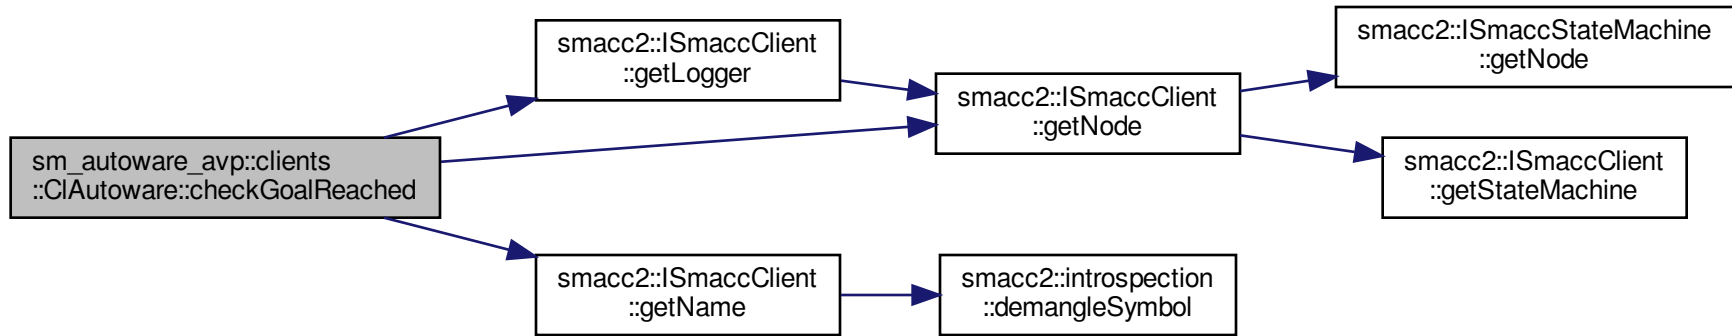 sm_autoware_avp::clients
::ClAutoware::checkGoalReached
smacc2::ISmaccClient
::getLogger
smacc2::ISmaccClient
::getName
smacc2::ISmaccClient
::getNode
smacc2::introspection
::demangleSymbol
smacc2::ISmaccStateMachine
::getNode
smacc2::ISmaccClient
::getStateMachine